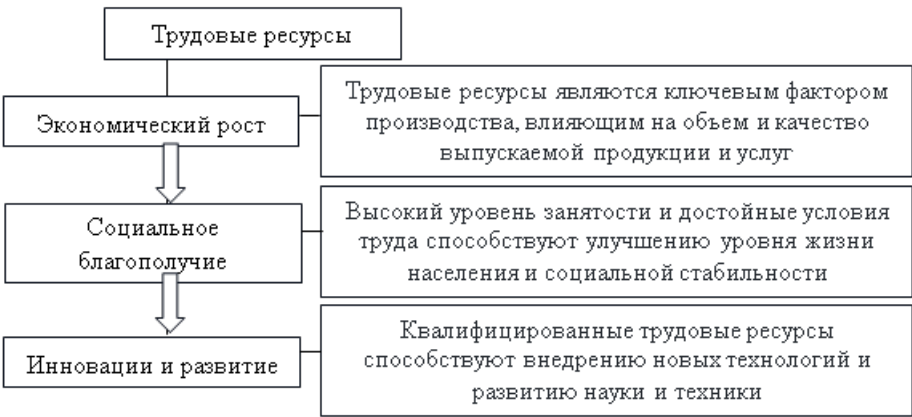 Трудовые ресурсы
Экономический рост
Трудовые ресурсы являются ключевым фактором
производства, влияющим на объем и качество
выпускаемой продукции и услуг
Социальное
благополучие
Высокий уровень занятости и достойные условия
труда способствуют улучшению уровня жизни
населения и социальной стабильности
Инновации и развитие
Квалифицированные трудовые ресурсы
способствуют внедрению новых технологий и
развитию науки и техники